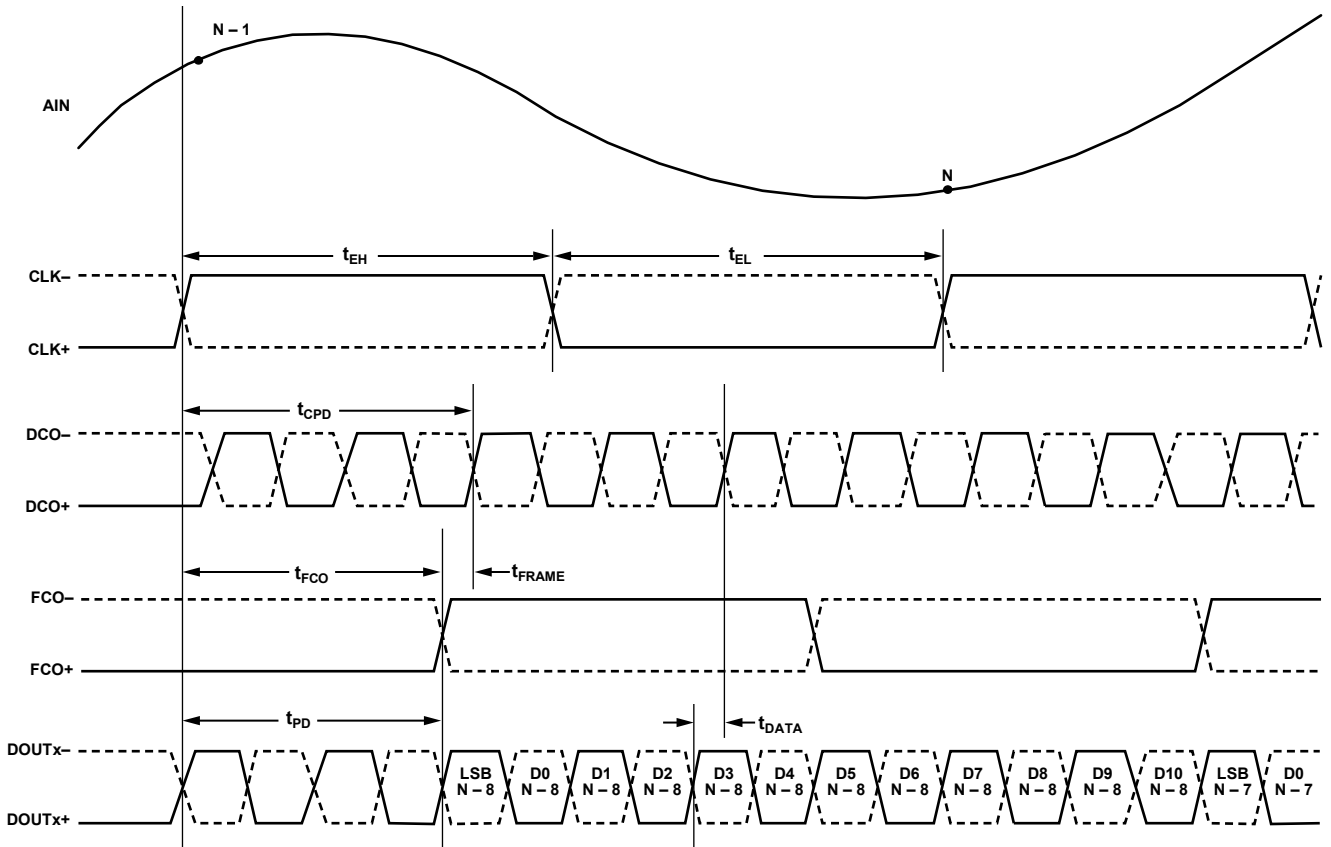 N – 1
AIN
N
tEH
tEL
CLK–
CLK+
tCPD
DCO–
DCO+
tFCO
tFRAME
FCO–
FCO+
tPD
tDATA
DOUTx–
DOUTx+
LSB
N – 8
D0
N – 8
D1
N – 8
D2
N – 8
D3
N – 8
D4
N – 8
D5
N – 8
D6
N – 8
D7
N – 8
D8
N – 8
D9
N – 8
D10
N – 8
LSB
N – 7
D0
N – 7